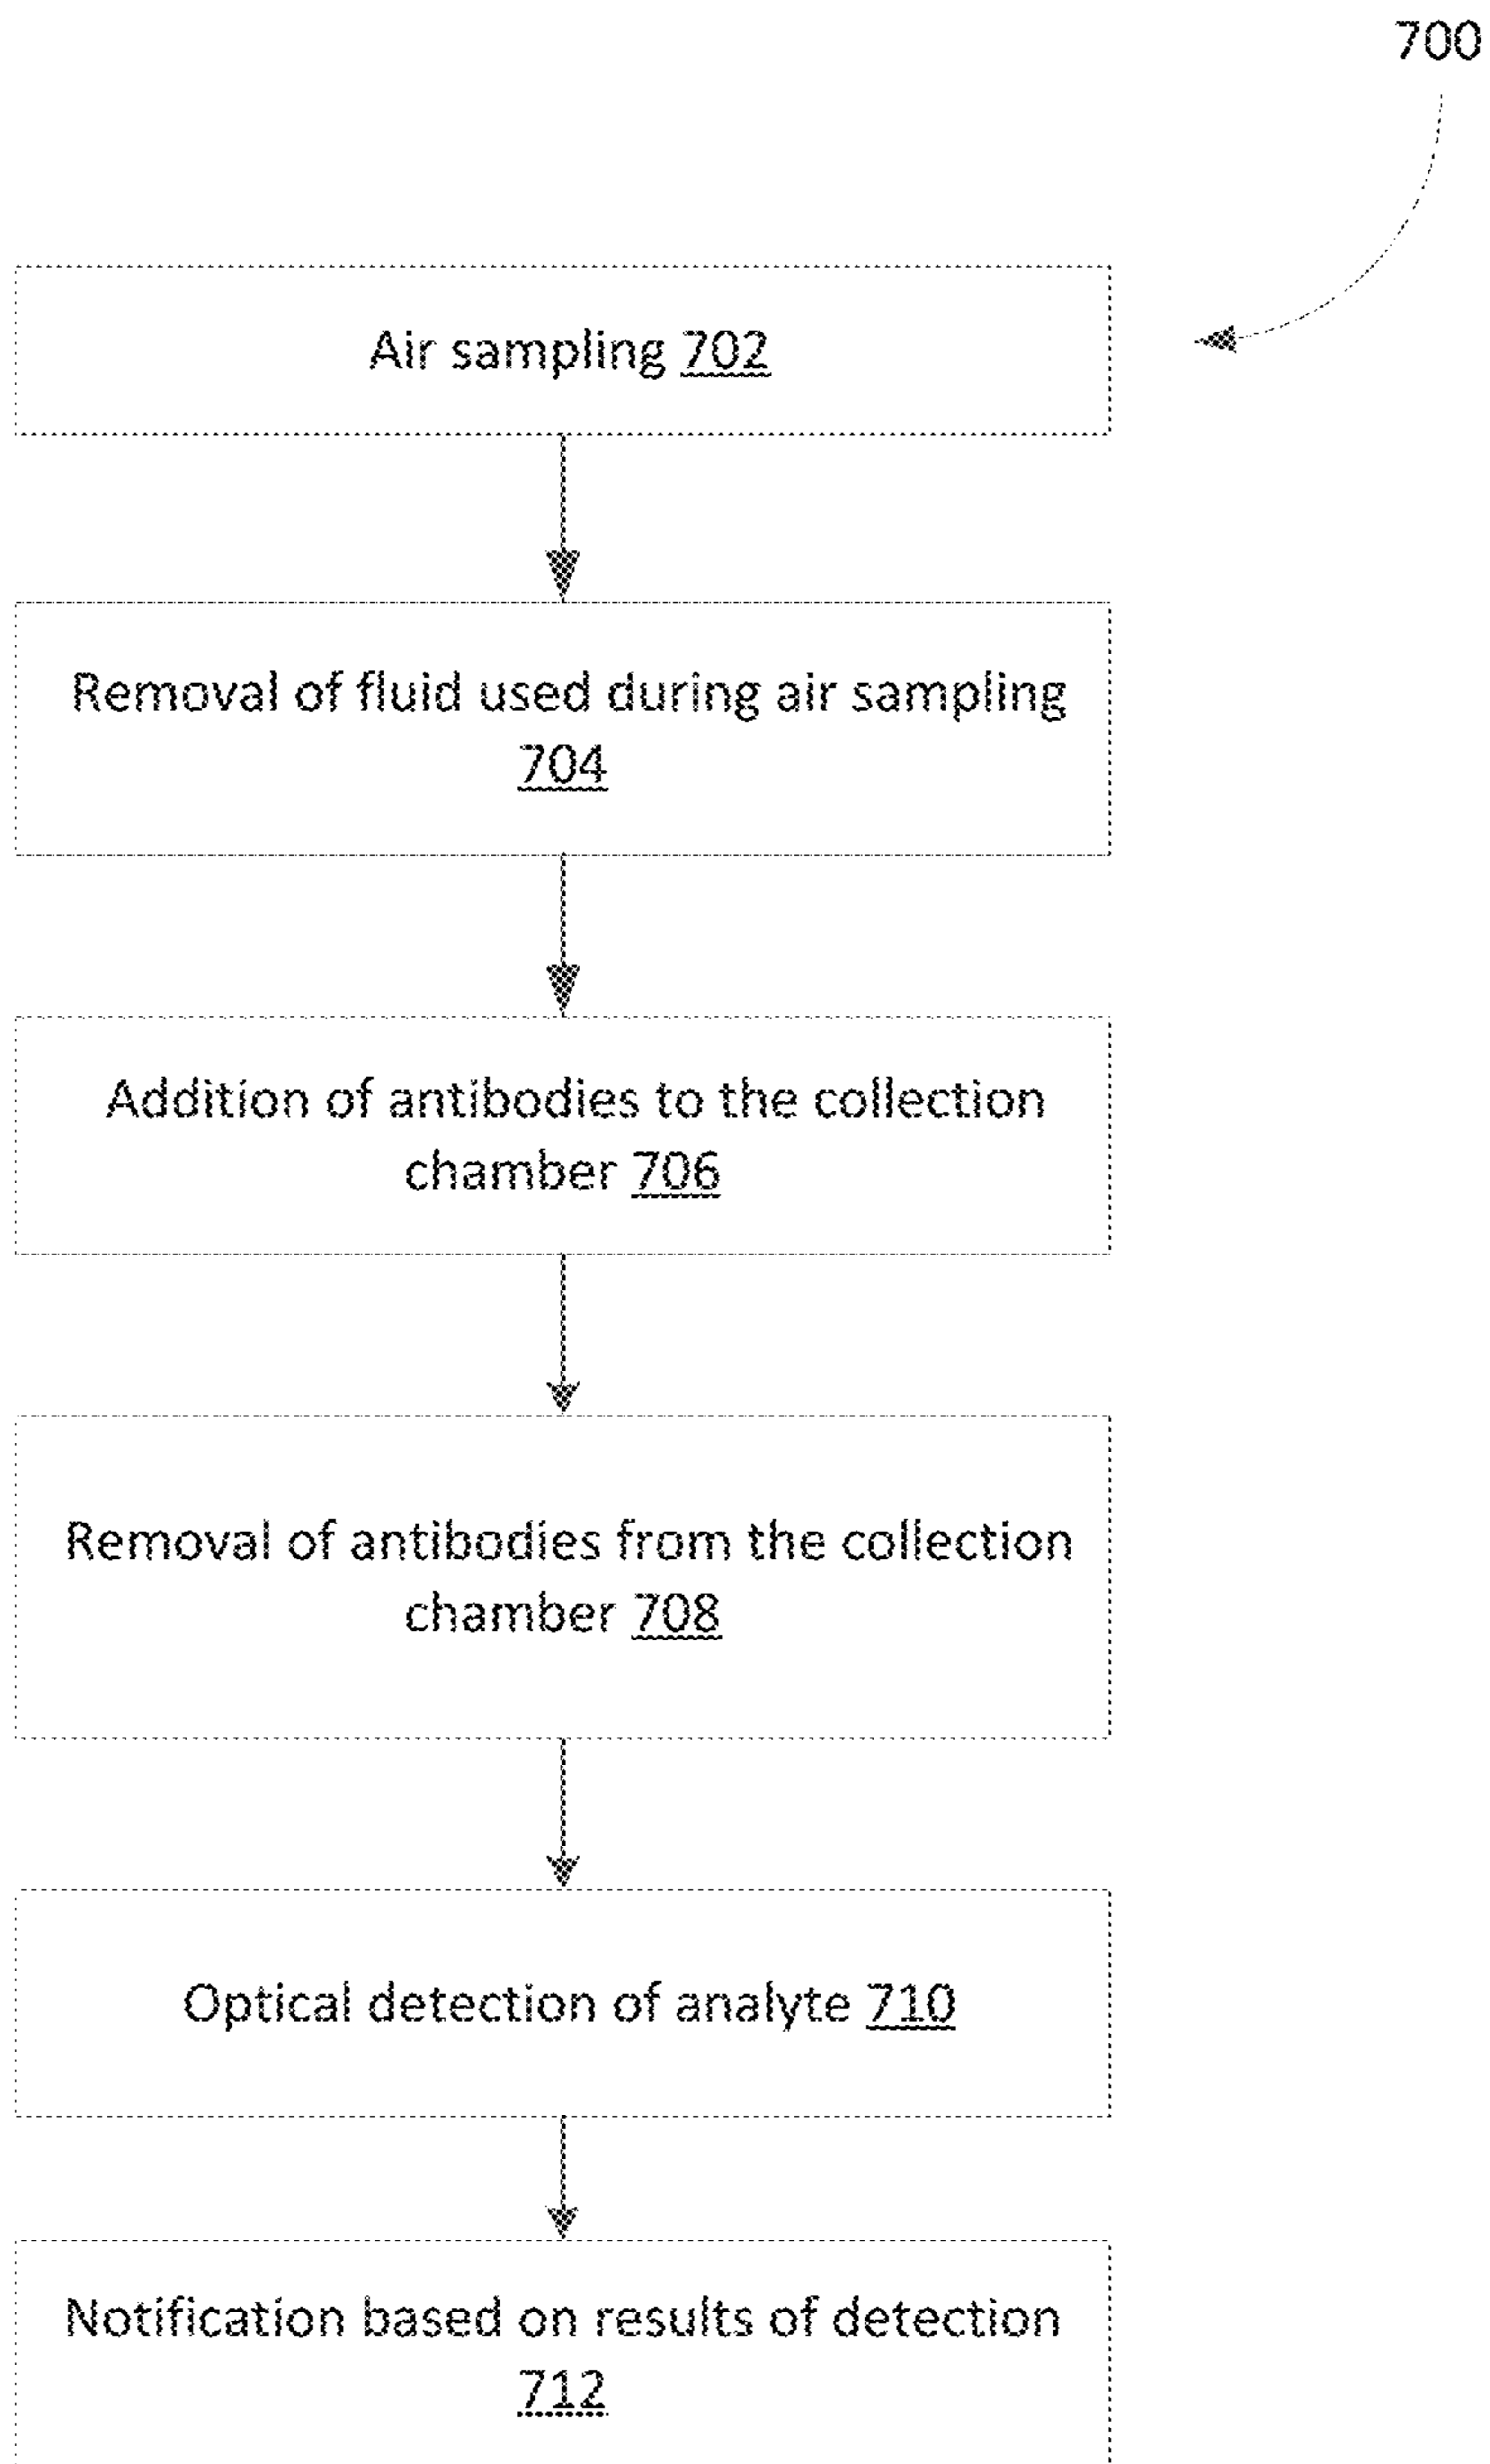 700
Air sampling 702
Removal of fluid used during air sampling
704
Addition of antibodies to the collection
chamber 706
Removal of antibodies from the collection
chamber 708
Optical detection of analyte 710
Notification based on results of detection
712